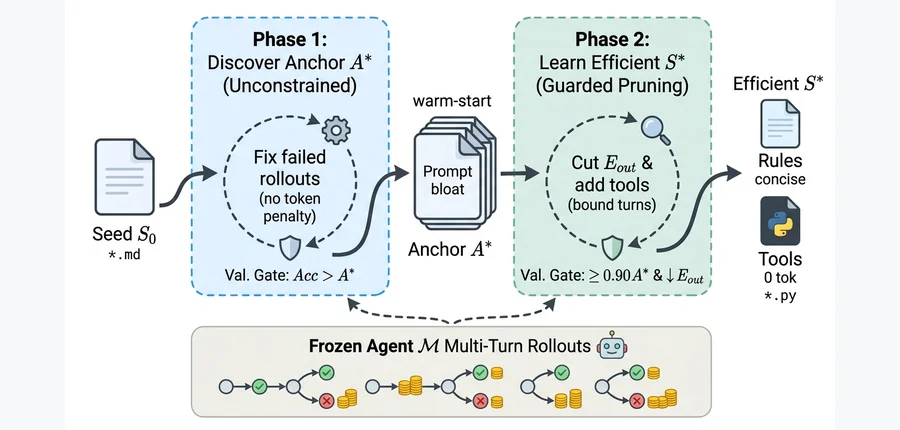 Phase 1:
Discover Anchor A*
(Unconstrained)
Fix failed
rollouts
(no token
penalty)
Val. Gate: Acc > A*
Seed S₀
*.md
warm-start
Prompt
bloat
Anchor A*
Phase 2:
Learn Efficient S*
(Guarded Pruning)
Cut E_out &
add tools
(bound turns)
Val. Gate: ≥ 0.90A* & ↓E_out
Efficient S*
Rules
concise
Tools
0 tok
*.py
Frozen Agent ℳ Multi-Turn Rollouts